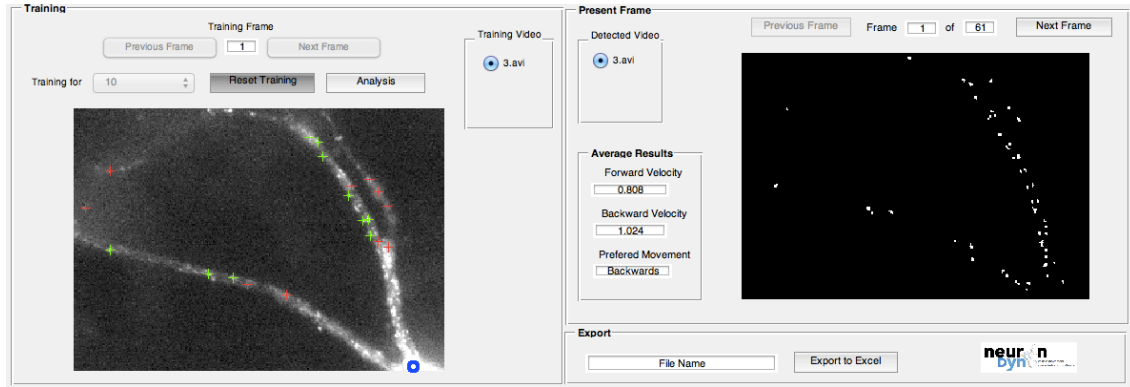 Training
Training Frame
Previous Frame 1 Next Frame
Training for 10 Reset Training Analysis
Training Video
3.avi
Present Frame
Previous Frame Frame 1 of 61 Next Frame
Detected Video
3.avi
Average Results
Forward Velocity
0.808
Backward Velocity
1.024
Prefered Movement
Backwards
Export
File Name Export to Excel
neur n
dyn